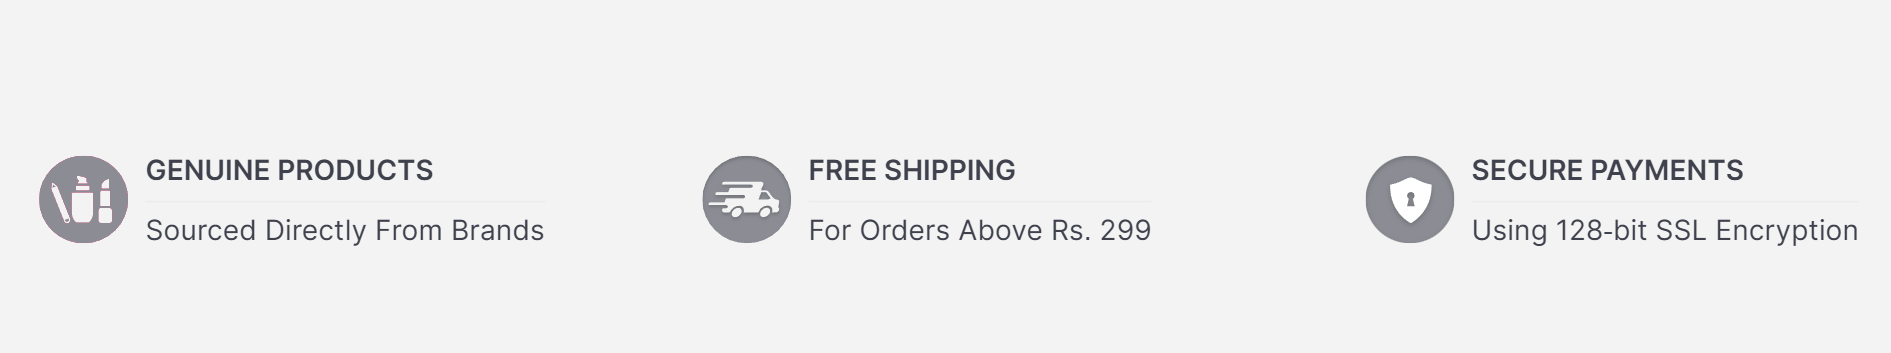 GENUINE PRODUCTS
Sourced Directly From Brands
FREE SHIPPING
For Orders Above Rs. 299
SECURE PAYMENTS
Using 128-bit SSL Encryption